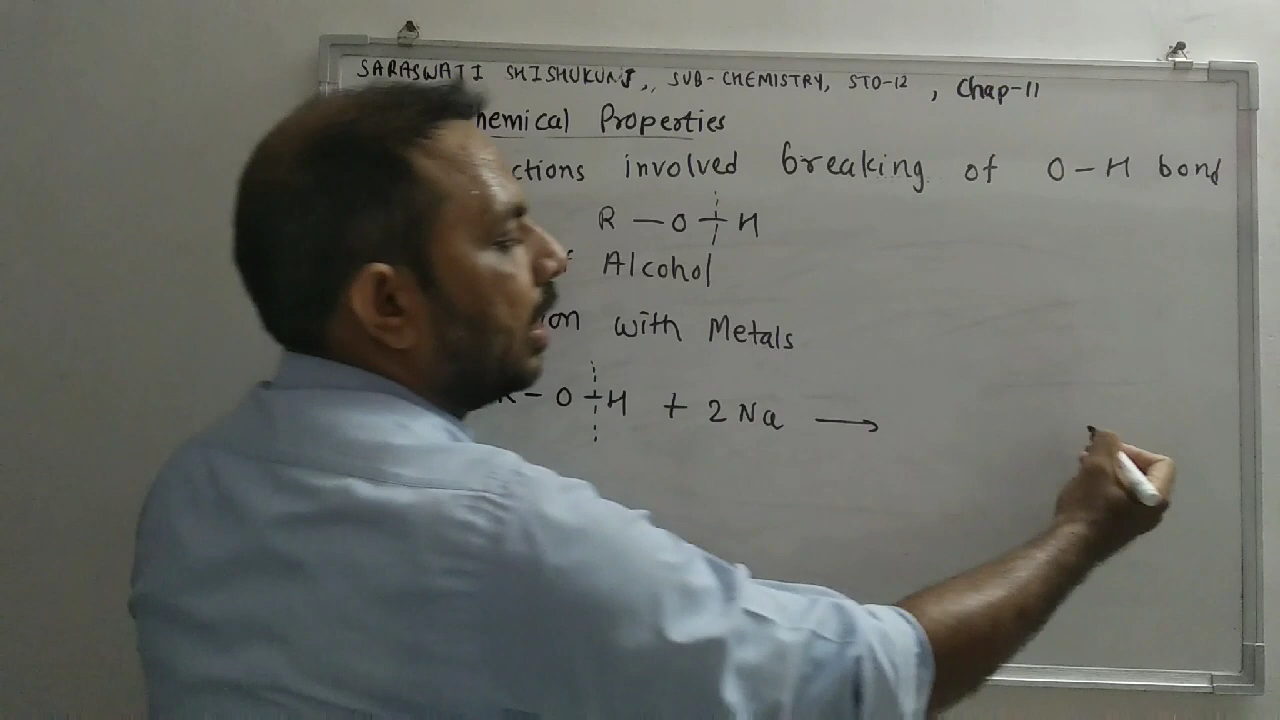 SARASWATI SHISHUKUNJ,, SUB-CHEMISTRY, STD-12 , Chap-11
hemical Properties
ctions involved breaking of O-H bond
R - O + H
Alcohol
ion with Metals
R - O + H + 2 Na →